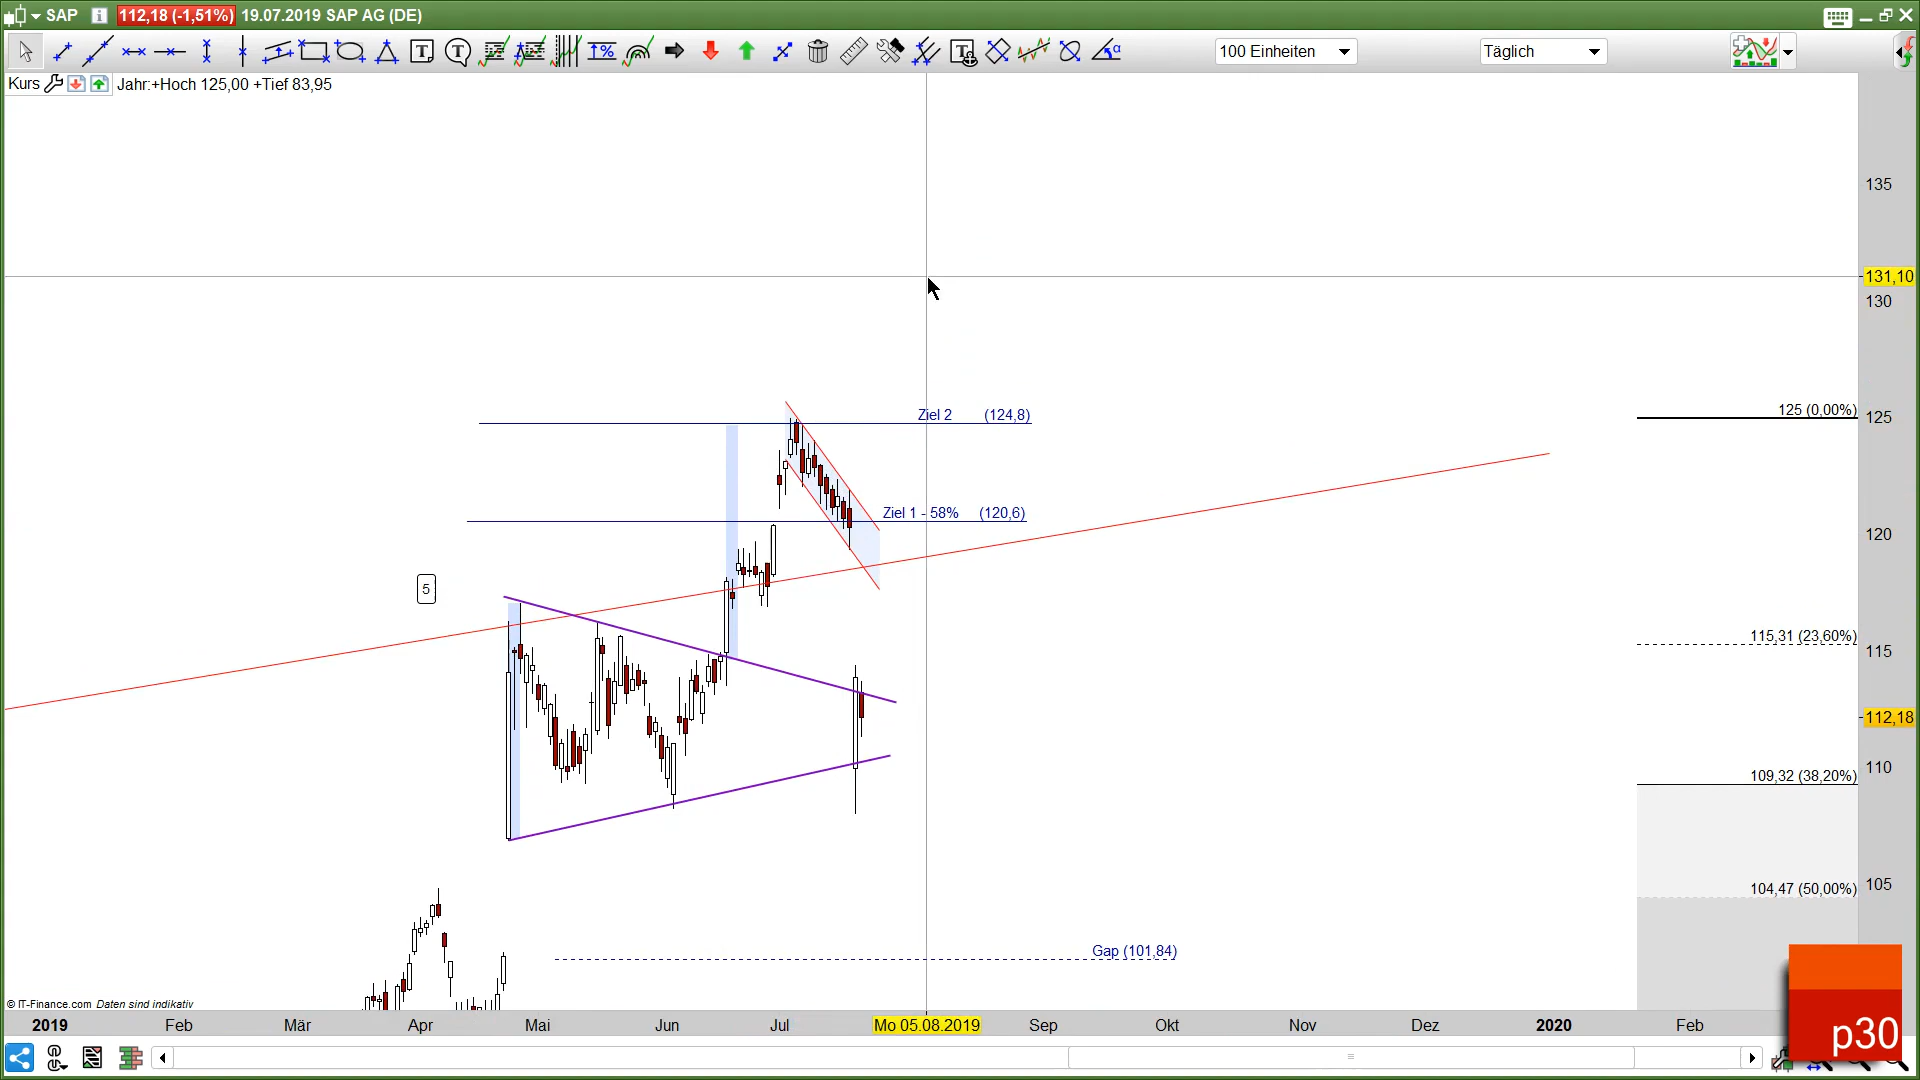 SAP 112,18 (-1,51%) 19.07.2019 SAP AG (DE)
100 Einheiten
Täglich
Kurs Jahr:+Hoch 125,00 +Tief 83,95
135
131,10
130
125 (0,00%)
125
Ziel 2 (124,8)
Ziel 1 - 58% (120,6)
120
5
115,31 (23,60%)
115
112,18
110
109,32 (38,20%)
104,47 (50,00%)
105
Gap (101,84)
© IT-Finance.com Daten sind indikativ
2019 Feb Mär Apr Mai Jun Jul Mo 05.08.2019 Sep Okt Nov Dez 2020 Feb
p30